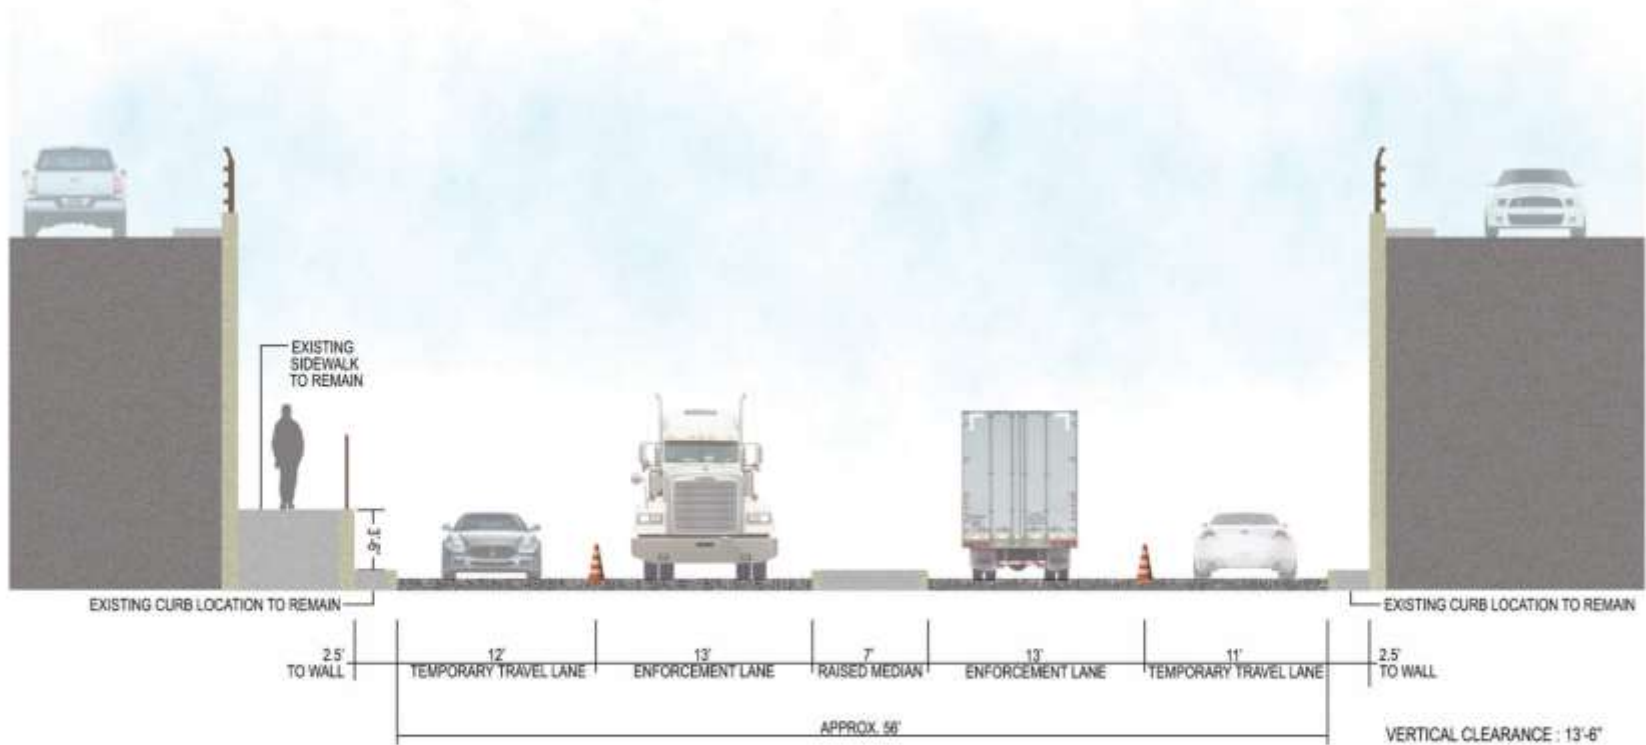 EXISTING
SIDEWALK
TO REMAIN
3'-6"
EXISTING CURB LOCATION TO REMAIN
EXISTING CURB LOCATION TO REMAIN
2.5'
TO WALL
12'
TEMPORARY TRAVEL LANE
13'
ENFORCEMENT LANE
7'
RAISED MEDIAN
13'
ENFORCEMENT LANE
11'
TEMPORARY TRAVEL LANE
2.5'
TO WALL
APPROX. 56'
VERTICAL CLEARANCE : 13'-6"